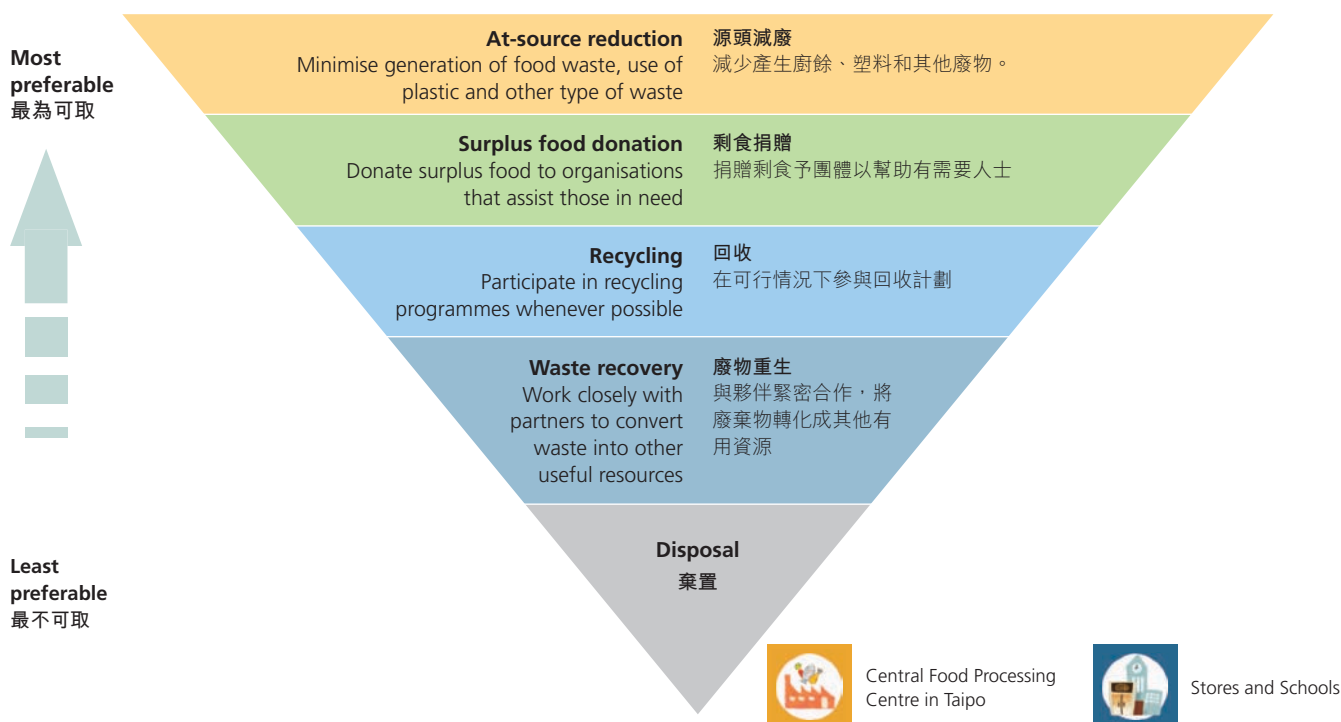 Most
preferable
最為可取
At-source reduction
Minimise generation of food waste, use of
plastic and other type of waste
源頭減廢
減少產生廚餘、塑料和其他廢物。
Surplus food donation
Donate surplus food to organisations
that assist those in need
剩食捐贈
捐贈剩食予團體以幫助有需要人士
Recycling
Participate in recycling
programmes whenever possible
回收
在可行情況下參與回收計劃
Waste recovery
Work closely with
partners to convert
waste into other
useful resources
廢物重生
與夥伴緊密合作，將
廢棄物轉化成其他有
用資源
Disposal
棄置
Least
preferable
最不可取
Central Food Processing
Centre in Taipo
Stores and Schools